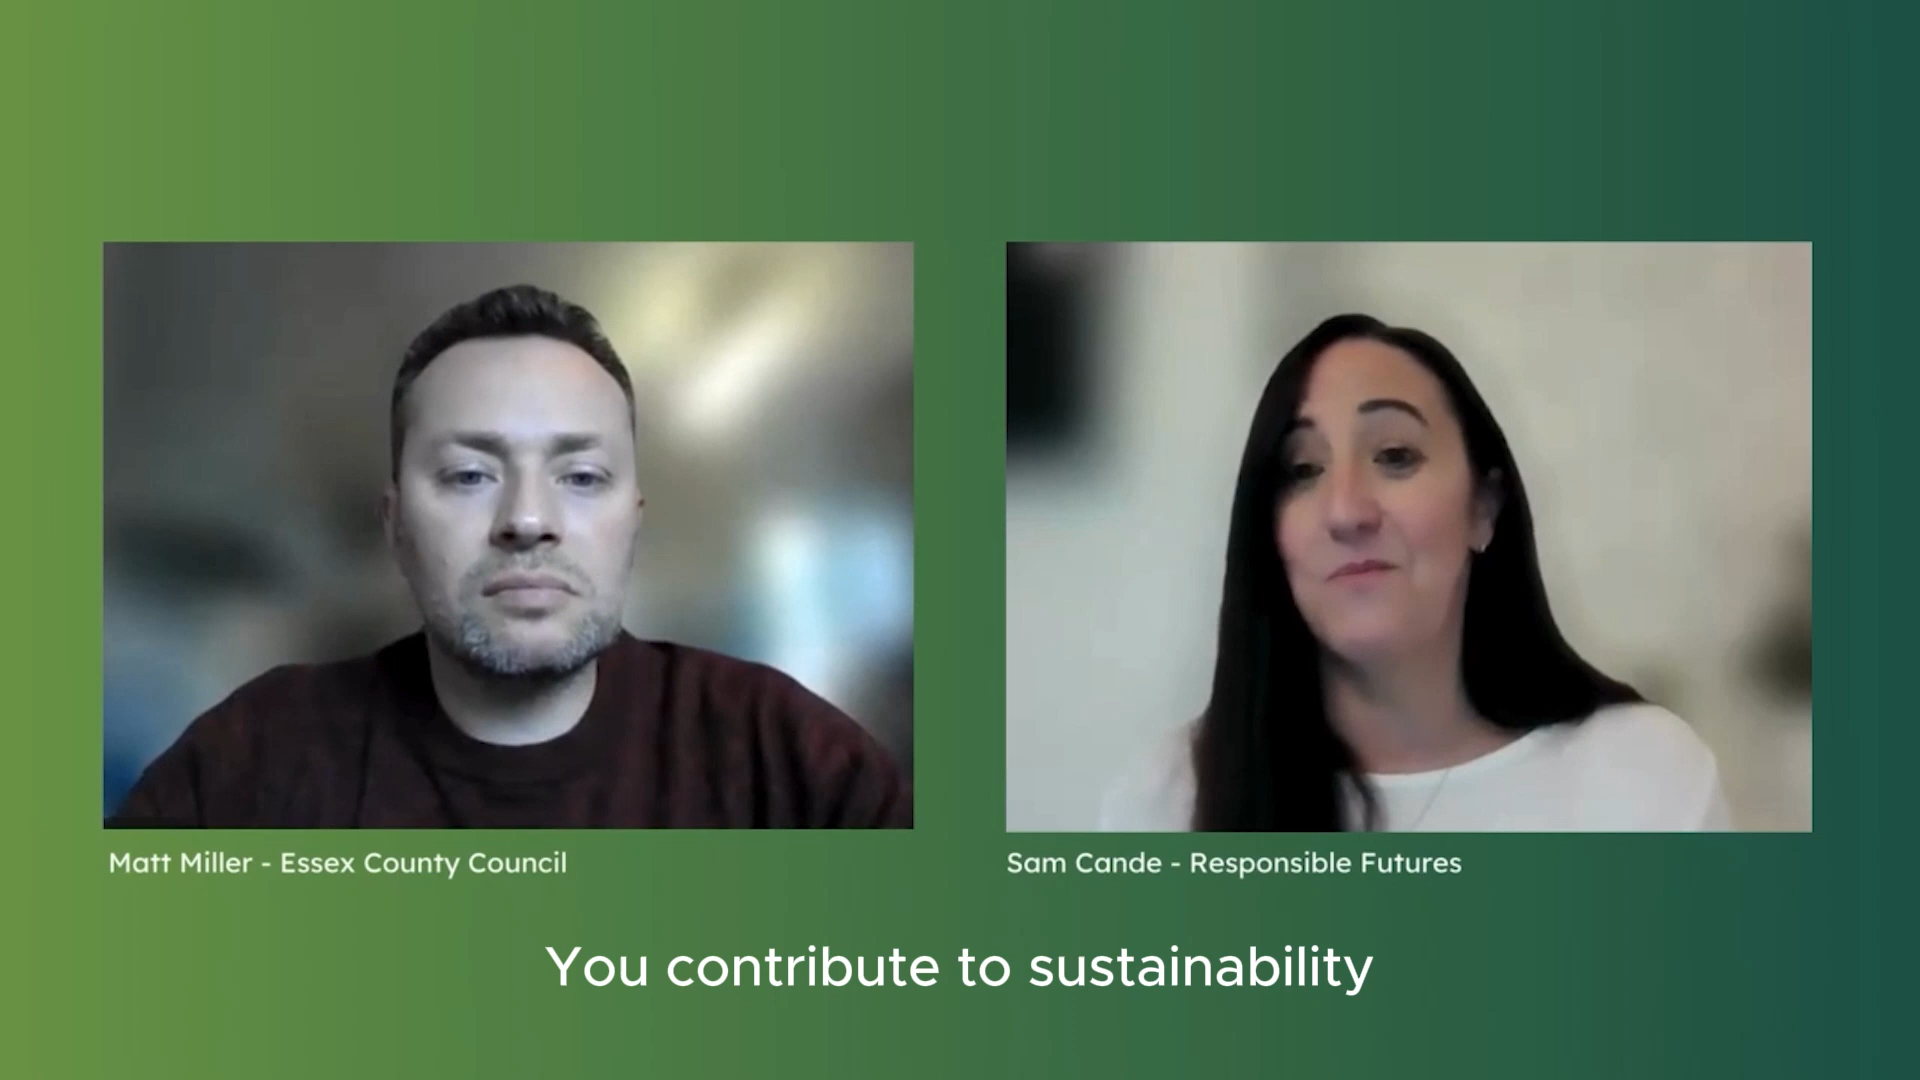 Matt Miller - Essex County Council
Sam Cande - Responsible Futures
You contribute to sustainability